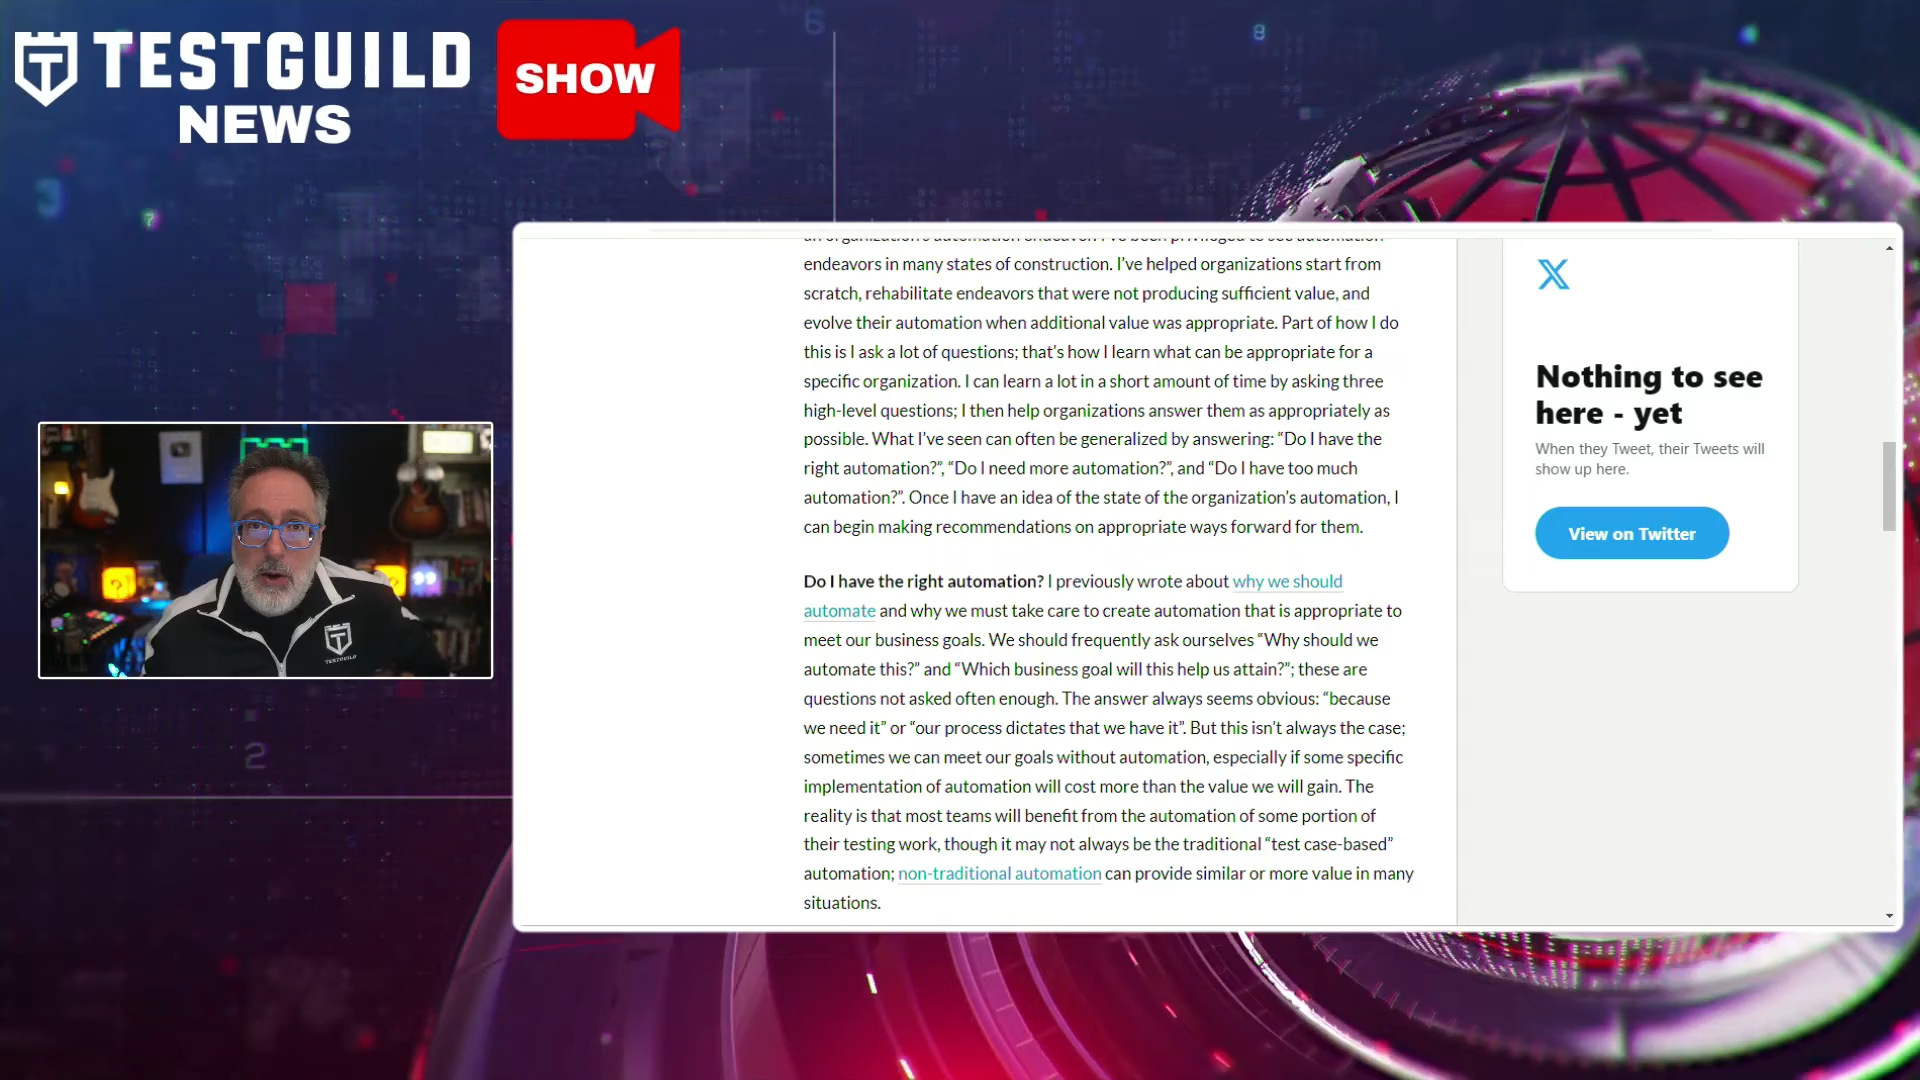 TESTGUILD
NEWS
SHOW
an organization's automation endeavor. I've been privileged to see automation
endeavors in many states of construction. I've helped organizations start from
scratch, rehabilitate endeavors that were not producing sufficient value, and
evolve their automation when additional value was appropriate. Part of how I do
this is I ask a lot of questions; that's how I learn what can be appropriate for a
specific organization. I can learn a lot in a short amount of time by asking three
high-level questions; I then help organizations answer them as appropriately as
possible. What I've seen can often be generalized by answering: “Do I have the
right automation?”, “Do I need more automation?”, and “Do I have too much
automation?”. Once I have an idea of the state of the organization's automation, I
can begin making recommendations on appropriate ways forward for them.
Do I have the right automation? I previously wrote about why we should
automate and why we must take care to create automation that is appropriate to
meet our business goals. We should frequently ask ourselves “Why should we
automate this?” and “Which business goal will this help us attain?”; these are
questions not asked often enough. The answer always seems obvious: “because
we need it” or “our process dictates that we have it”. But this isn't always the case;
sometimes we can meet our goals without automation, especially if some specific
implementation of automation will cost more than the value we will gain. The
reality is that most teams will benefit from the automation of some portion of
their testing work, though it may not always be the traditional “test case-based”
automation; non-traditional automation can provide similar or more value in many
situations.
Nothing to see
here - yet
When they Tweet, their Tweets will
show up here.
View on Twitter
TESTGUILD